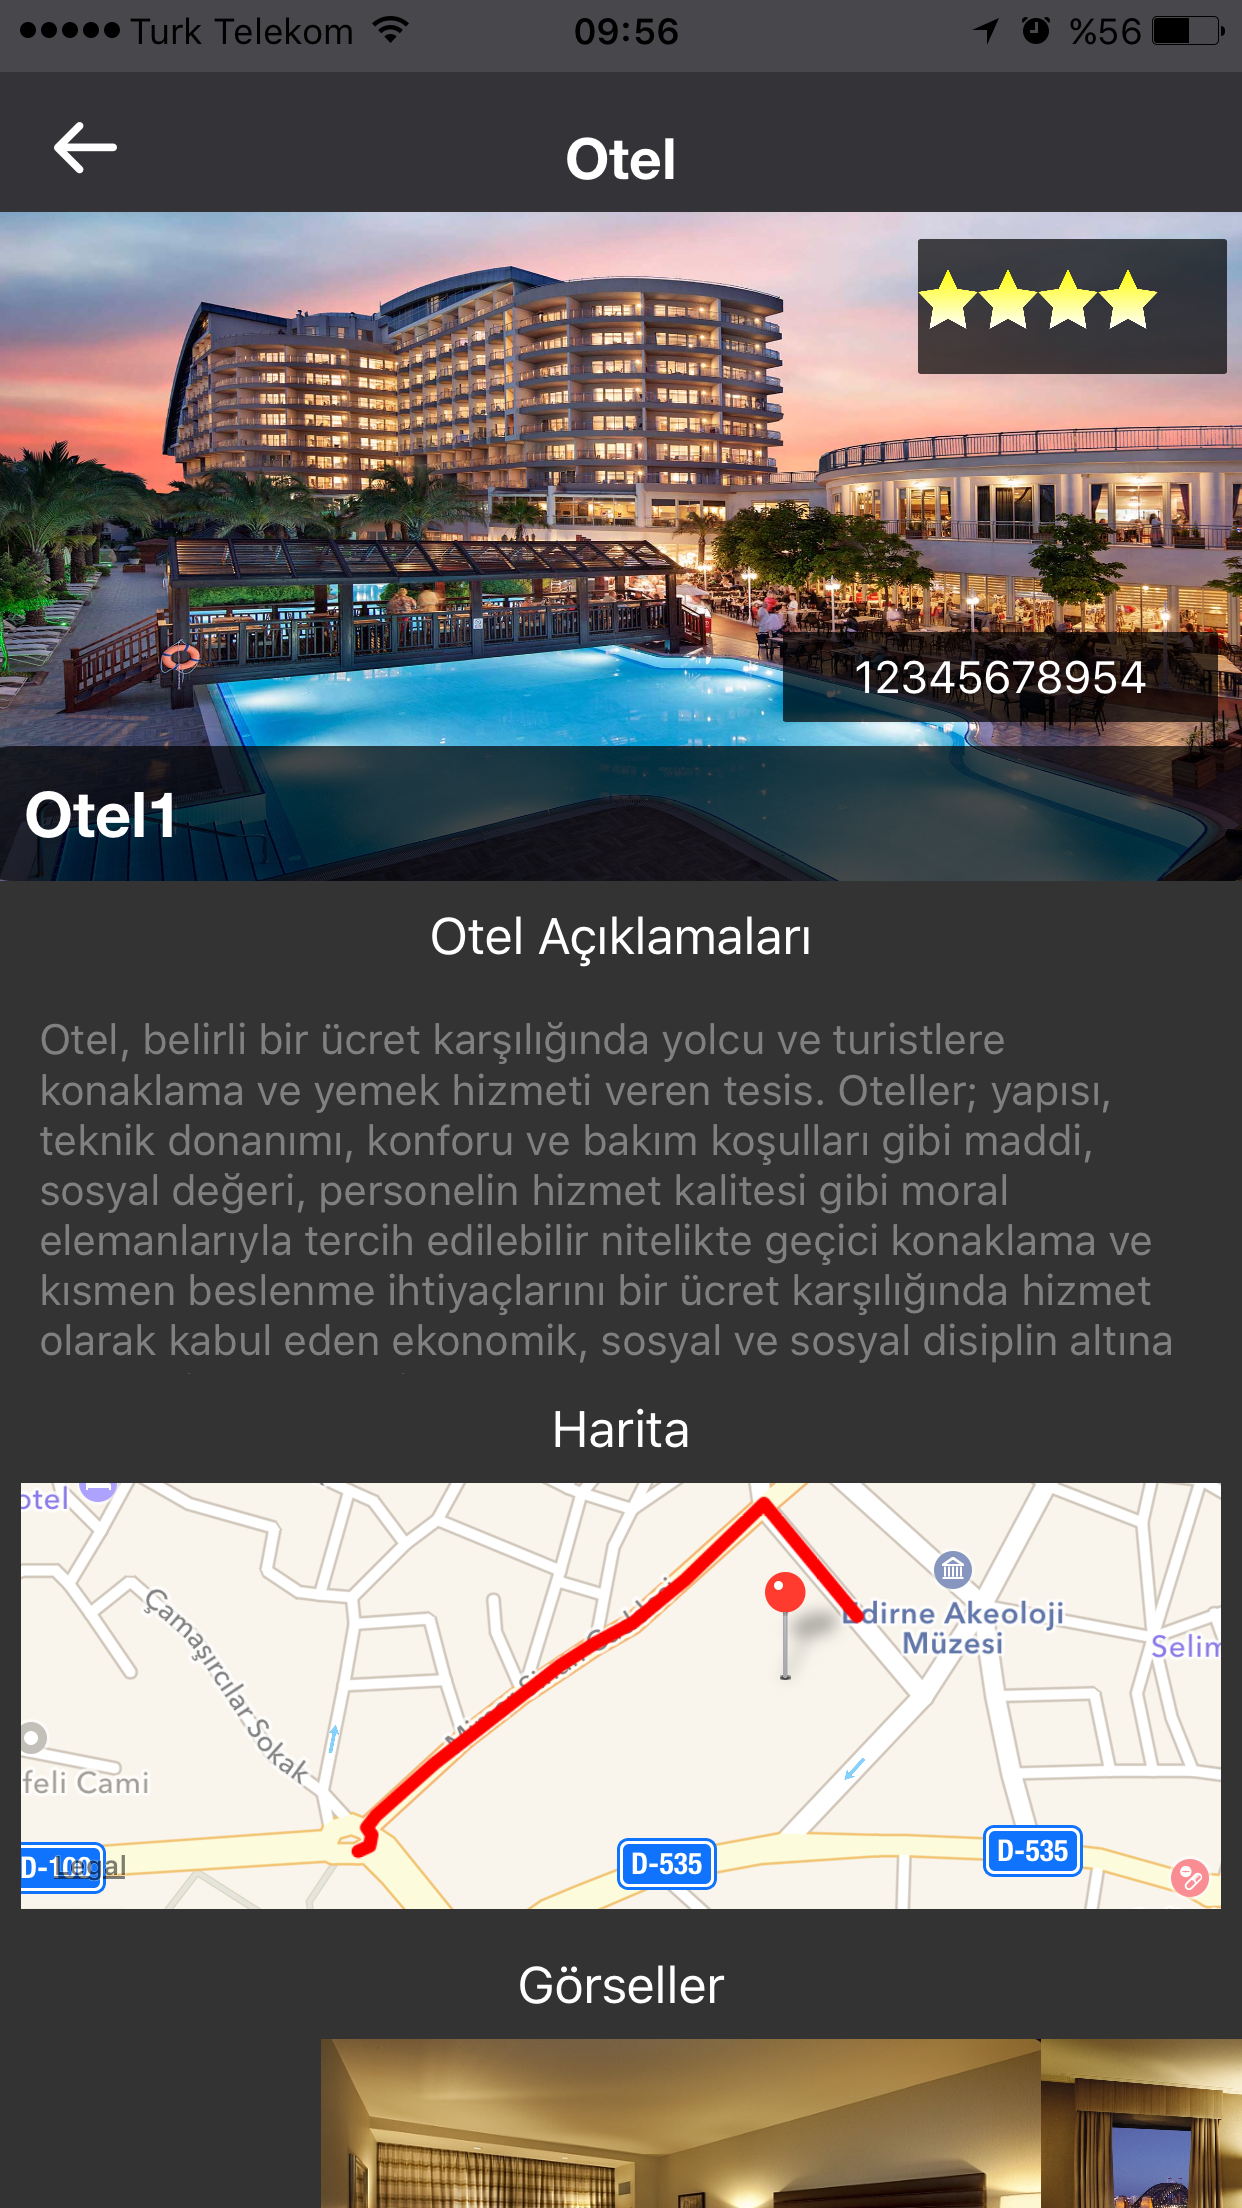 Turk Telekom 09:56 %56
Otel
12345678954
Otel1
Otel Açıklamaları
Otel, belirli bir ücret karşılığında yolcu ve turistlere
konaklama ve yemek hizmeti veren tesis. Oteller; yapısı,
teknik donanımı, konforu ve bakım koşulları gibi maddi,
sosyal değeri, personelin hizmet kalitesi gibi moral
elemanlarıyla tercih edilebilir nitelikte geçici konaklama ve
kısmen beslenme ihtiyaçlarını bir ücret karşılığında hizmet
olarak kabul eden ekonomik, sosyal ve sosyal disiplin altına
Harita
otel
Çamaşırcılar Sokak
Edirne Akeoloji
Müzesi
Selim
feli Cami
Legal
D-535
D-535
Görseller